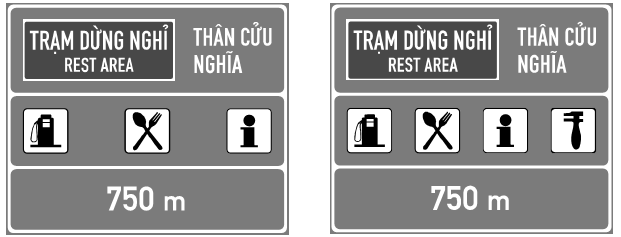 TRẠM DỪNG NGHỈ
REST AREA
THÂN CỬU
NGHĨA
750 m
TRẠM DỪNG NGHỈ
REST AREA
THÂN CỬU
NGHĨA
750 m